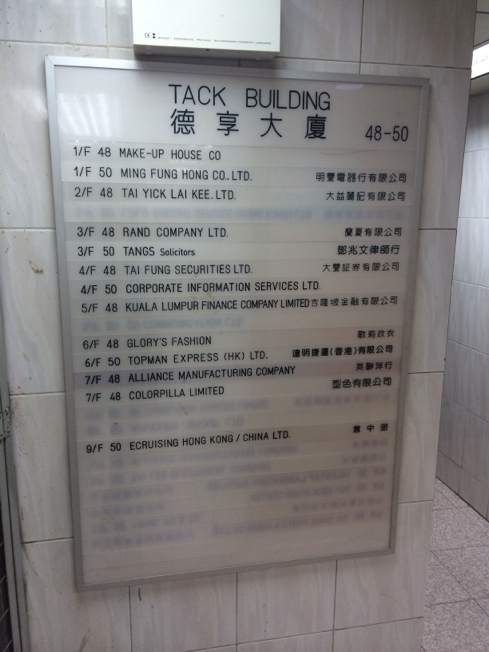 TACK BUILDING
德享大廈 48-50
1/F 48 MAKE-UP HOUSE CO
1/F 50 MING FUNG HONG CO., LTD. 明豐電器行有限公司
2/F 48 TAI YICK LAI KEE. LTD. 大益麗記有限公司
3/F 48 RAND COMPANY LTD. 蘭夏有限公司
3/F 50 TANGS Solicitors 鄧兆文律師行
4/F 48 TAI FUNG SECURITIES LTD. 大豐証券有限公司
4/F 50 CORPORATE INFORMATION SERVICES LTD.
5/F 48 KUALA LUMPUR FINANCE COMPANY LIMITED 吉隆坡金融有限公司
6/F 48 GLORY'S FASHION
6/F 50 TOPMAN EXPRESS (HK) LTD. 達明捷運(香港)有限公司
7/F 48 ALLIANCE MANUFACTURING COMPANY 英聯洋行
7/F 48 COLORPILLA LIMITED 型色有限公司
9/F 50 ECRUISING HONG KONG / CHINA LTD.